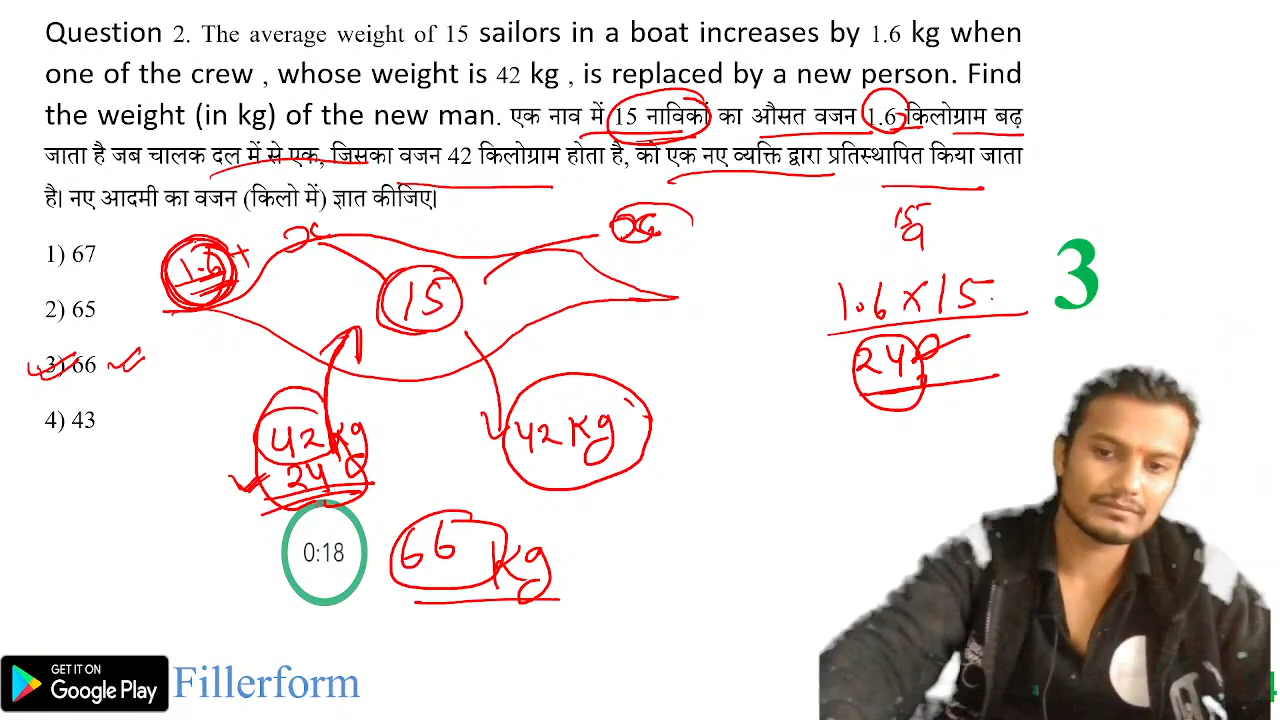 Question 2. The average weight of 15 sailors in a boat increases by 1.6 kg when
one of the crew , whose weight is 42 kg , is replaced by a new person. Find
the weight (in kg) of the new man. एक नाव में 15 नाविकों का औसत वजन 1.6 किलोग्राम बढ़
जाता है जब चालक दल में से एक, जिसका वजन 42 किलोग्राम होता है, को एक नए व्यक्ति द्वारा प्रतिस्थापित किया जाता
है। नए आदमी का वजन (किलो में) ज्ञात कीजिए।
1) 67
2) 65
3) 66
4) 43
1.6 +
x
15
x
15
1.6 × 15
24
3
42 kg
24
42 kg
0:18
66 kg
GET IT ON
Google Play
Fillerform